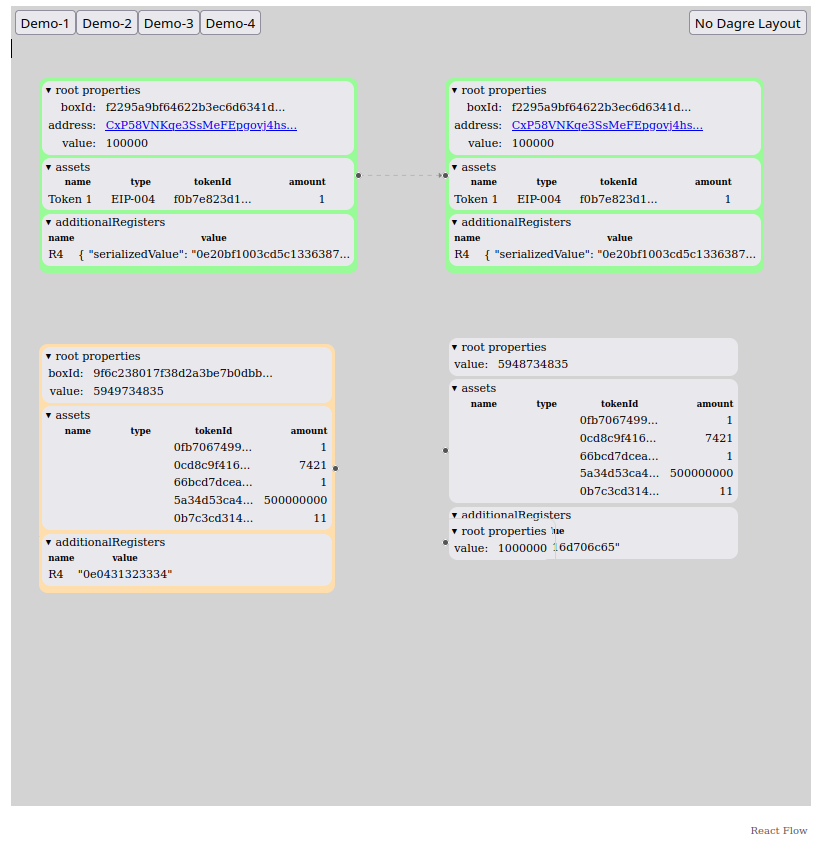 Demo-1 Demo-2 Demo-3 Demo-4 No Dagre Layout
▾ root properties
boxId: f2295a9bf64622b3ec6d6341d...
address: CxP58VNKqe3SsMeFEpgovj4hs...
value: 100000
▾ assets
name type tokenId amount
Token 1 EIP-004 f0b7e823d1... 1
▾ additionalRegisters
name value
R4 { "serializedValue": "0e20bf1003cd5c1336387...
▾ root properties
boxId: f2295a9bf64622b3ec6d6341d...
address: CxP58VNKqe3SsMeFEpgovj4hs...
value: 100000
▾ assets
name type tokenId amount
Token 1 EIP-004 f0b7e823d1... 1
▾ additionalRegisters
name value
R4 { "serializedValue": "0e20bf1003cd5c1336387...
▾ root properties
boxId: 9f6c238017f38d2a3be7b0dbb...
value: 5949734835
▾ assets
name type tokenId amount
0fb7067499... 1
0cd8c9f416... 7421
66bcd7dcea... 1
5a34d53ca4... 500000000
0b7c3cd314... 11
▾ additionalRegisters
name value
R4 "0e0431323334"
▾ root properties
value: 5948734835
▾ assets
name type tokenId amount
0fb7067499... 1
0cd8c9f416... 7421
66bcd7dcea... 1
5a34d53ca4... 500000000
0b7c3cd314... 11
▾ additionalRegisters
▾ root properties
value: 1000000 16d706c65"
React Flow